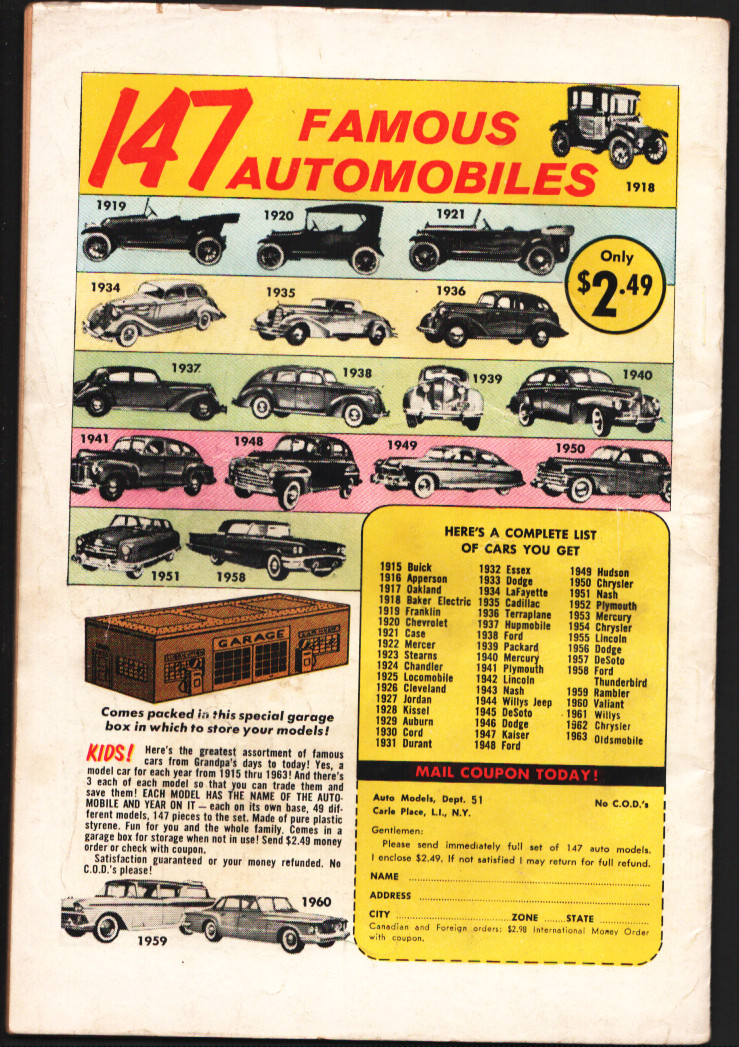 147 FAMOUS
AUTOMOBILES
1918
1919
1920
1921
Only
$2.49
1934
1935
1936
1937
1938
1939
1940
1941
1948
1949
1950
1951
1958
GARAGE
Comes packed in this special garage
box in which to store your models!
KIDS! Here's the greatest assortment of famous
cars from Grandpa's days to today! Yes, a
model car for each year from 1915 thru 1963! And there's
3 each of each model so that you can trade them and
save them! EACH MODEL HAS THE NAME OF THE AUTO-
MOBILE AND YEAR ON IT — each on its own base, 49 dif-
ferent models, 147 pieces to the set. Made of pure plastic
styrene. Fun for you and the whole family. Comes in a
garage box for storage when not in use! Send $2.49 money
order or check with coupon.
Satisfaction guaranteed or your money refunded. No
C.O.D.'s please!
1959
1960
HERE'S A COMPLETE LIST
OF CARS YOU GET
1915 Buick
1916 Apperson
1917 Oakland
1918 Baker Electric
1919 Franklin
1920 Chevrolet
1921 Case
1922 Mercer
1923 Stearns
1924 Chandler
1925 Locomobile
1926 Cleveland
1927 Jordan
1928 Kissel
1929 Auburn
1930 Cord
1931 Durant
1932 Essex
1933 Dodge
1934 LaFayette
1935 Cadillac
1936 Terraplane
1937 Hupmobile
1938 Ford
1939 Packard
1940 Mercury
1941 Plymouth
1942 Lincoln
1943 Nash
1944 Willys Jeep
1945 DeSoto
1946 Dodge
1947 Kaiser
1948 Ford
1949 Hudson
1950 Chrysler
1951 Nash
1952 Plymouth
1953 Mercury
1954 Chrysler
1955 Lincoln
1956 Dodge
1957 DeSoto
1958 Ford
Thunderbird
1959 Rambler
1960 Valiant
1961 Willys
1962 Chrysler
1963 Oldsmobile
MAIL COUPON TODAY!
Auto Models, Dept. 51 No C.O.D.'s
Carle Place, L.I., N.Y.
Gentlemen:
Please send immediately full set of 147 auto models.
I enclose $2.49. If not satisfied I may return for full refund.
NAME
ADDRESS
CITY ZONE STATE
Canadian and Foreign orders: $2.98 International Money Order
with coupon.